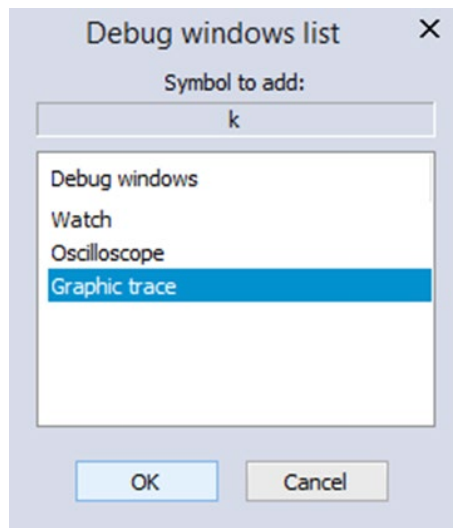 Debug windows list
Symbol to add:
k
Debug windows
Watch
Oscilloscope
Graphic trace
OK Cancel